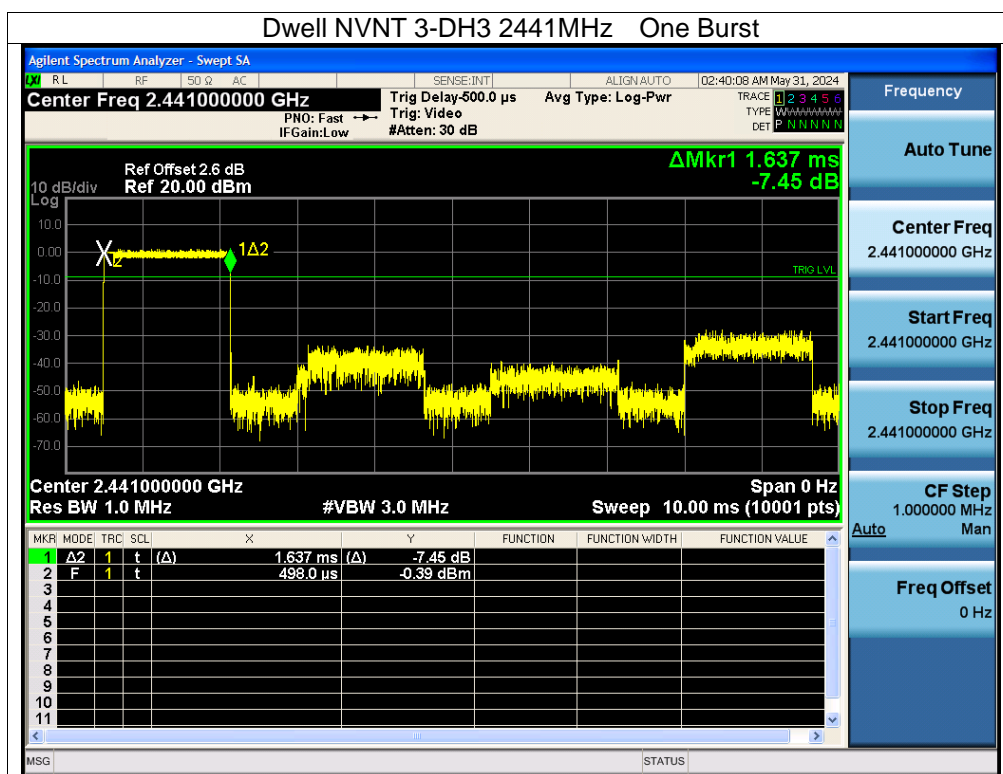 Dwell NVNT 3-DH3 2441MHz One Burst
Agilent Spectrum Analyzer - Swept SA
LXI RL RF 50 Ω AC SENSE:INT ALIGN AUTO 02:40:08 AM May 31, 2024
Center Freq 2.441000000 GHz Trig Delay-500.0 µs Avg Type: Log-Pwr TRACE 1 2 3 4 5 6
PNO: Fast Trig: Video TYPE WWWWWW
IFGain:Low #Atten: 30 dB DET P N N N N N
Frequency
Auto Tune
Center Freq
2.441000000 GHz
Start Freq
2.441000000 GHz
Stop Freq
2.441000000 GHz
CF Step
1.000000 MHz
Auto Man
Freq Offset
0 Hz
ΔMkr1 1.637 ms
-7.45 dB
Ref Offset 2.6 dB
10 dB/div Ref 20.00 dBm
Log
10.0
0.00
-10.0
-20.0
-30.0
-40.0
-50.0
-60.0
-70.0
X2
1Δ2
TRIG LVL
Center 2.441000000 GHz Span 0 Hz
Res BW 1.0 MHz #VBW 3.0 MHz Sweep 10.00 ms (10001 pts)
MKR MODE TRC SCL X Y FUNCTION FUNCTION WIDTH FUNCTION VALUE
1 Δ2 1 t (Δ) 1.637 ms (Δ) -7.45 dB
2 F 1 t 498.0 µs -0.39 dBm
3
4
5
6
7
8
9
10
11
MSG STATUS